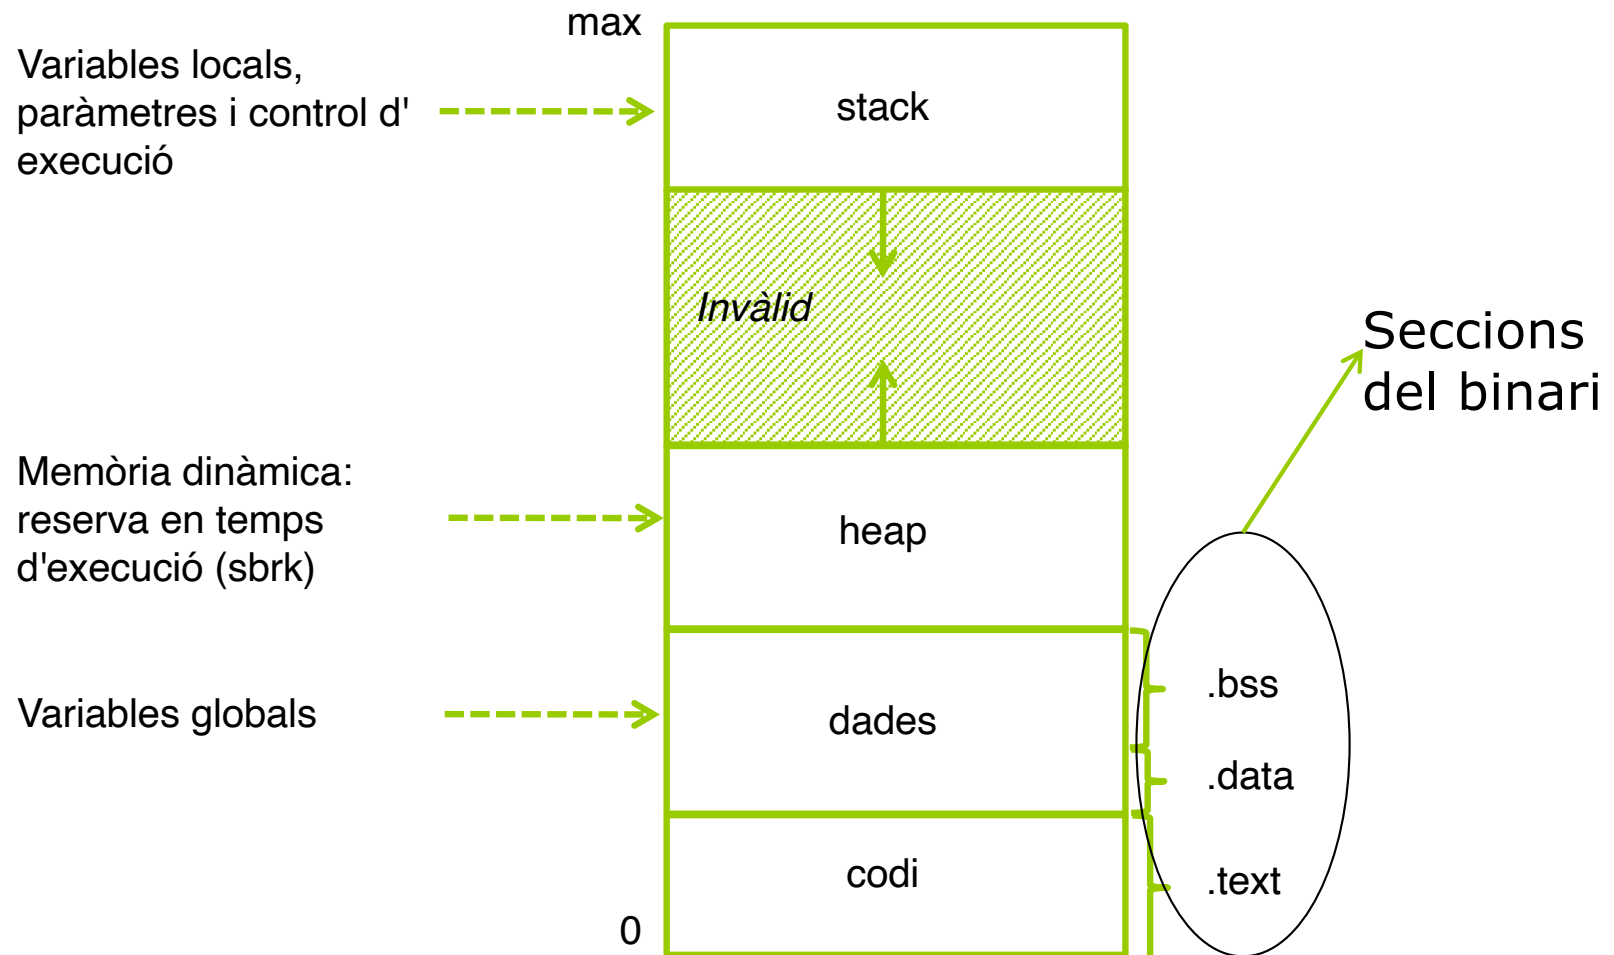 max
Variables locals,
paràmetres i control d'
execució
stack
Invàlid
Seccions
del binari
Memòria dinàmica:
reserva en temps
d'execució (sbrk)
heap
Variables globals
dades
.bss
.data
codi
.text
0